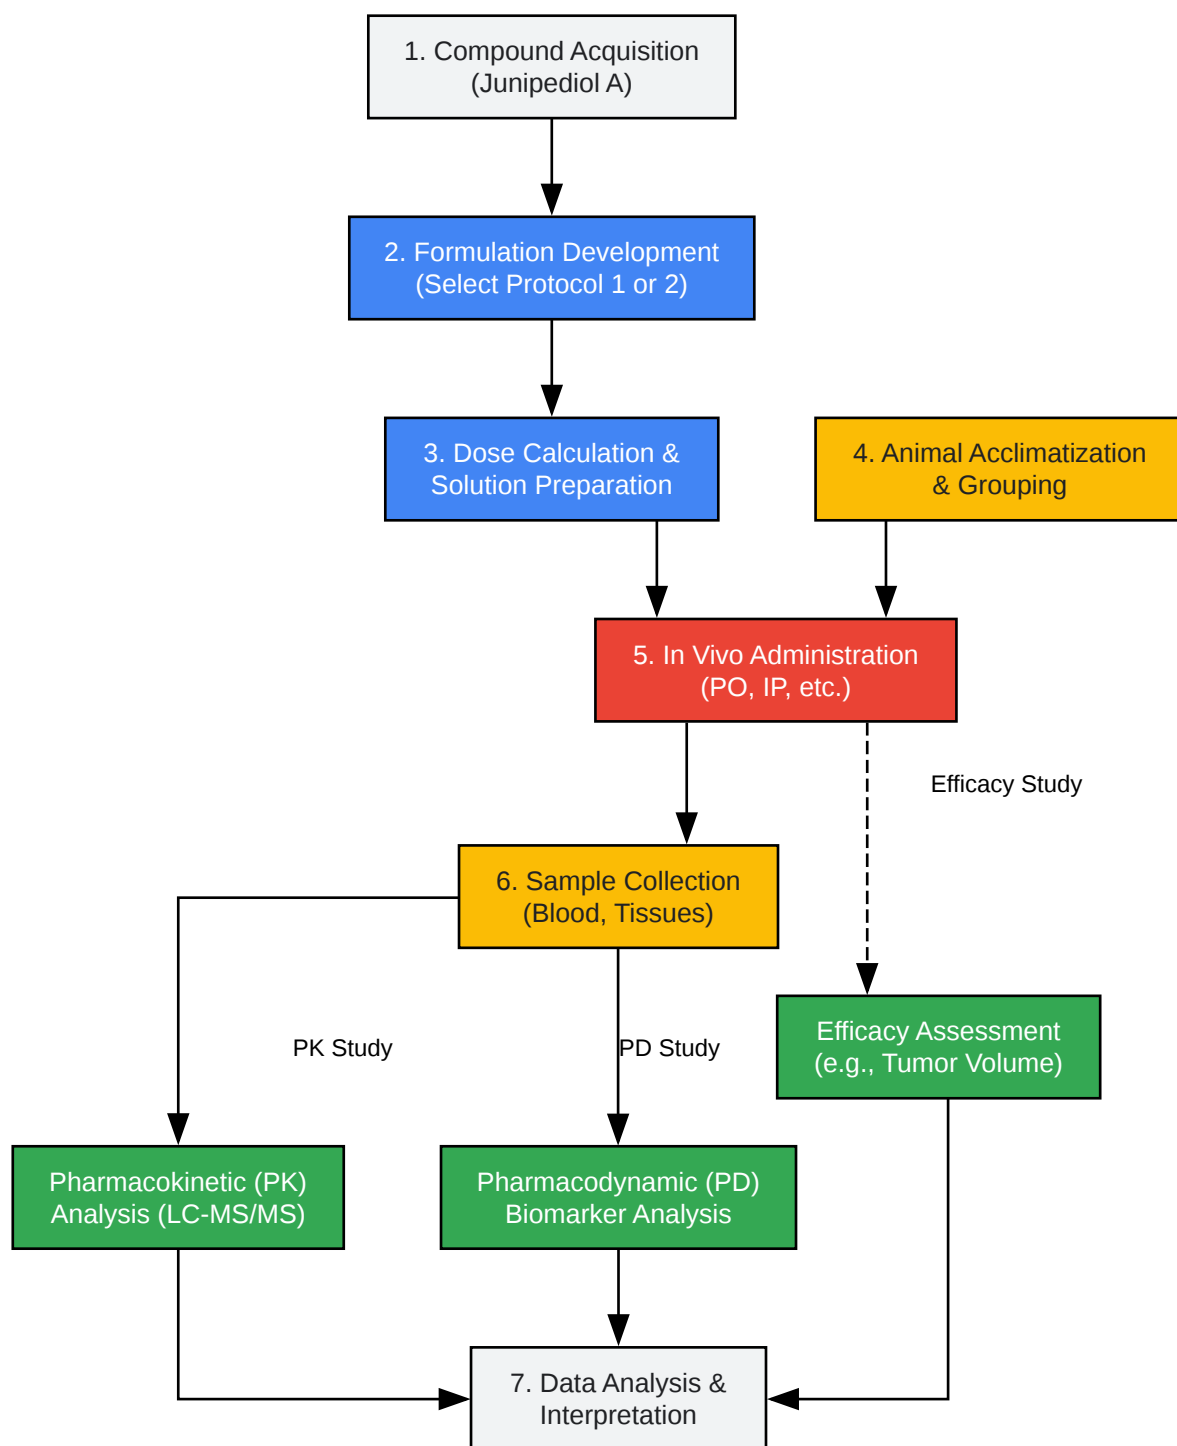 1. Compound Acquisition
(Junipediol A)
2. Formulation Development
(Select Protocol 1 or 2)
3. Dose Calculation &
Solution Preparation
4. Animal Acclimatization
& Grouping
5. In Vivo Administration
(PO, IP, etc.)
Efficacy Study
6. Sample Collection
(Blood, Tissues)
PK Study
PD Study
Efficacy Assessment
(e.g., Tumor Volume)
Pharmacokinetic (PK)
Analysis (LC-MS/MS)
Pharmacodynamic (PD)
Biomarker Analysis
7. Data Analysis &
Interpretation